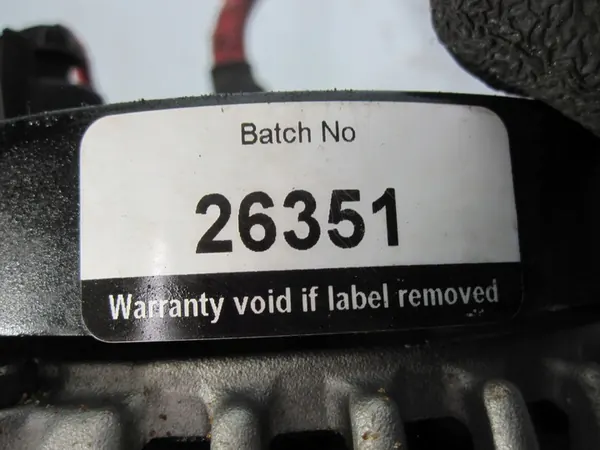 Batch No
26351
Warranty void if label removed